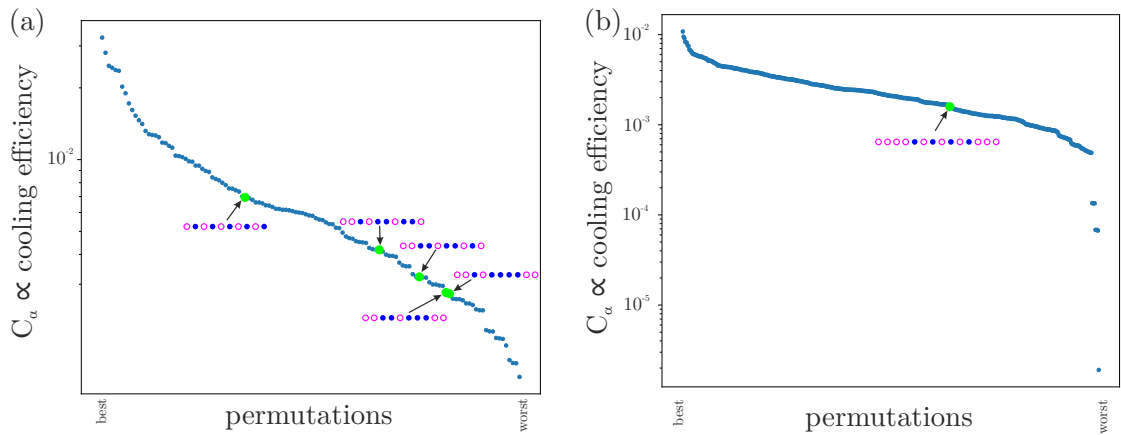 (a)
C_α ∝ cooling efficiency
10⁻²
best
permutations
worst
(b)
C_α ∝ cooling efficiency
10⁻²
10⁻³
10⁻⁴
10⁻⁵
best
permutations
worst